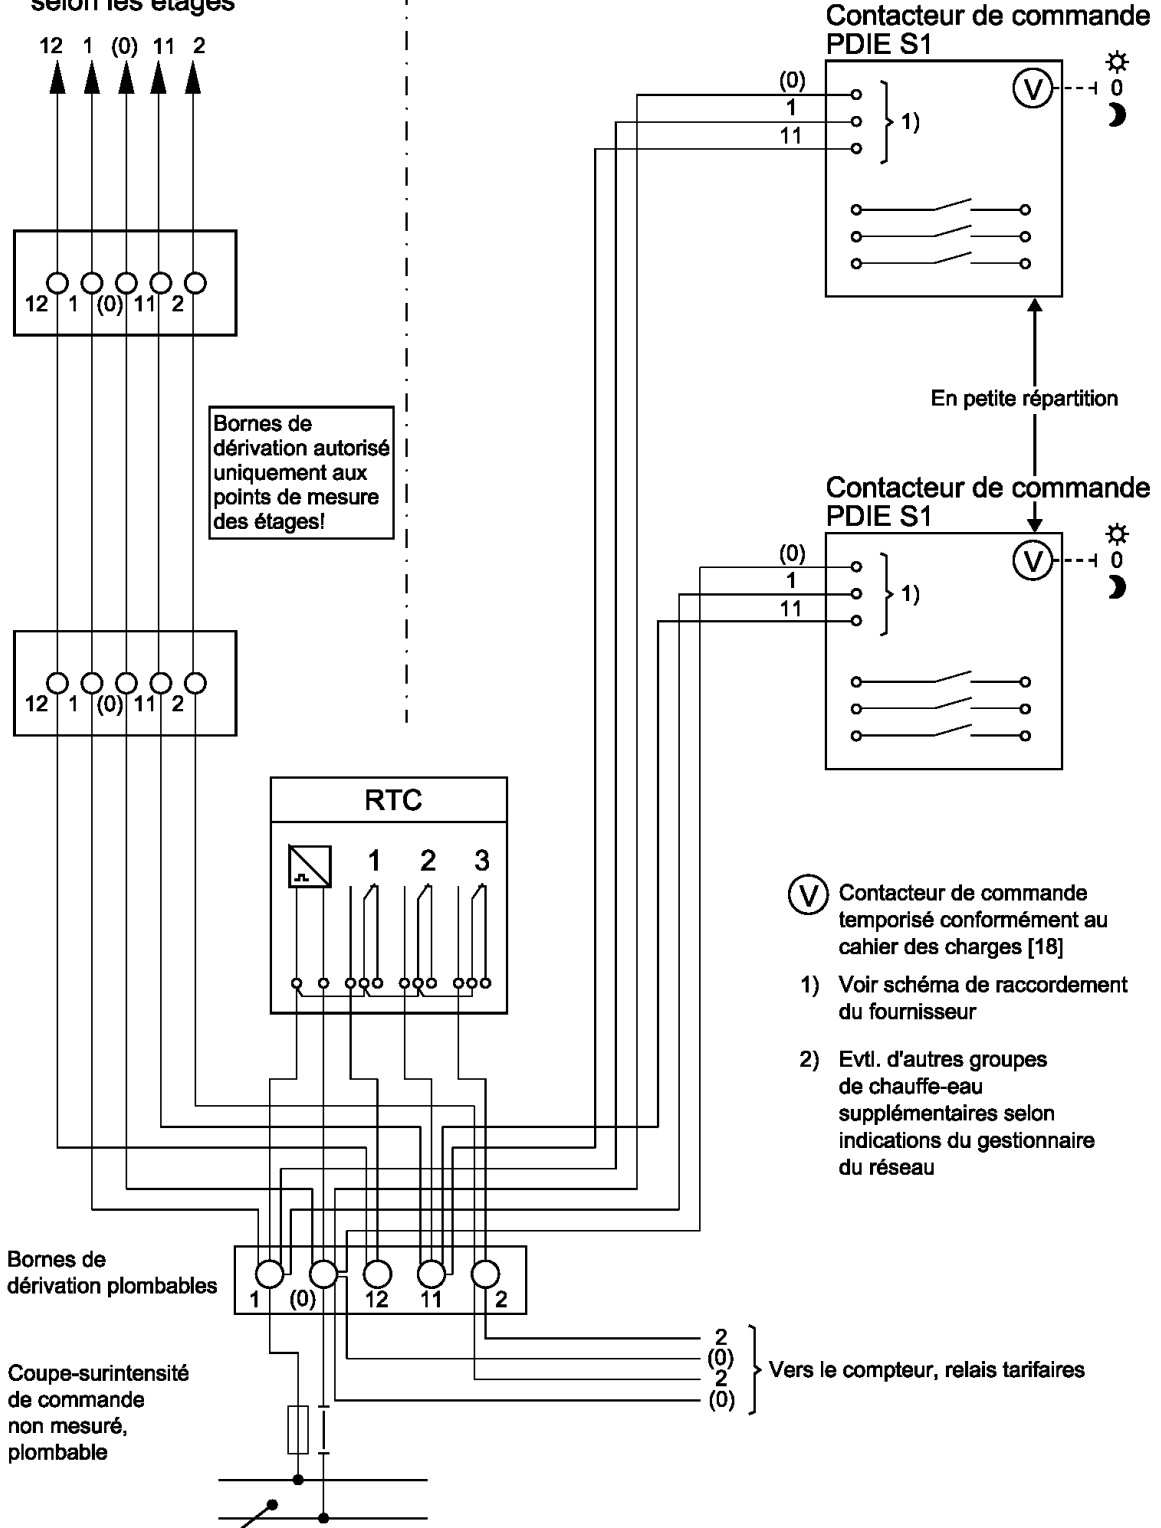 selon les étages
12 1 (0) 11 2
12 1 (0) 11 2
Bornes de
dérivation autorisé
uniquement aux
points de mesure
des étages!
12 1 (0) 11 2
Contacteur de commande
PDIE S1
(0)
1
11
1)
V
0
En petite répartition
Contacteur de commande
PDIE S1
(0)
1
11
1)
V
0
RTC
1 2 3
V Contacteur de commande
temporisé conformément au
cahier des charges [18]
1) Voir schéma de raccordement
du fournisseur
2) Evtl. d'autres groupes
de chauffe-eau
supplémentaires selon
indications du gestionnaire
du réseau
Bornes de
dérivation plombables
1 (0) 12 11 2
2
(0)
2
(0)
Vers le compteur, relais tarifaires
Coupe-surintensité
de commande
non mesuré,
plombable